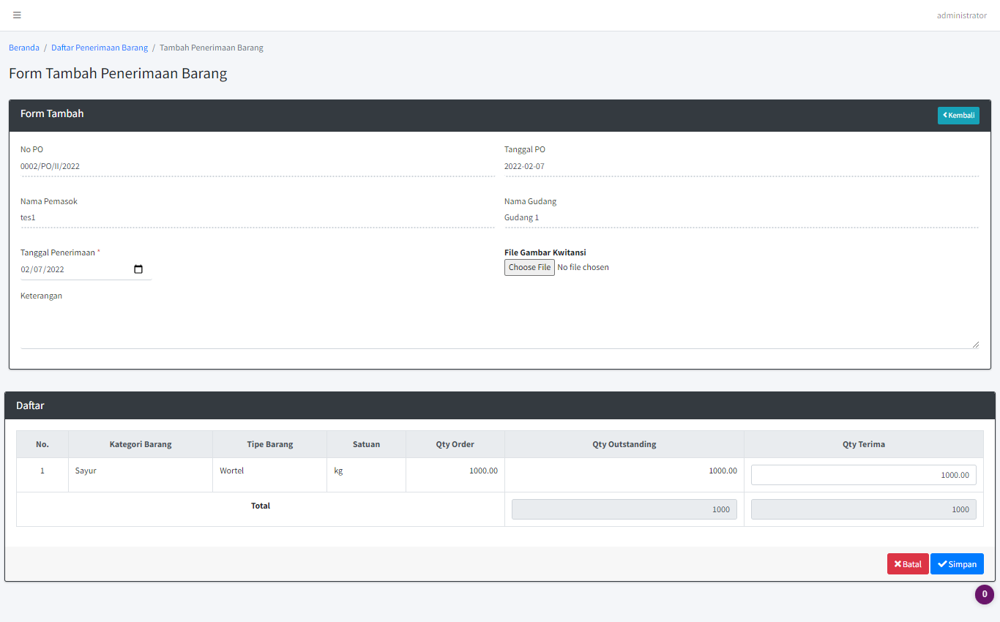 administrator
Beranda / Daftar Penerimaan Barang / Tambah Penerimaan Barang
Form Tambah Penerimaan Barang
Form Tambah
Kembali
No PO
Tanggal PO
0002/PO/II/2022
2022-02-07
Nama Pemasok
Nama Gudang
tes1
Gudang 1
Tanggal Penerimaan *
File Gambar Kwitansi
02/07/2022
Choose File No file chosen
Keterangan
Daftar
No. Kategori Barang Tipe Barang Satuan Qty Order Qty Outstanding Qty Terima
1 Sayur Wortel kg 1000.00 1000.00 1000.00
Total 1000 1000
Batal Simpan
0